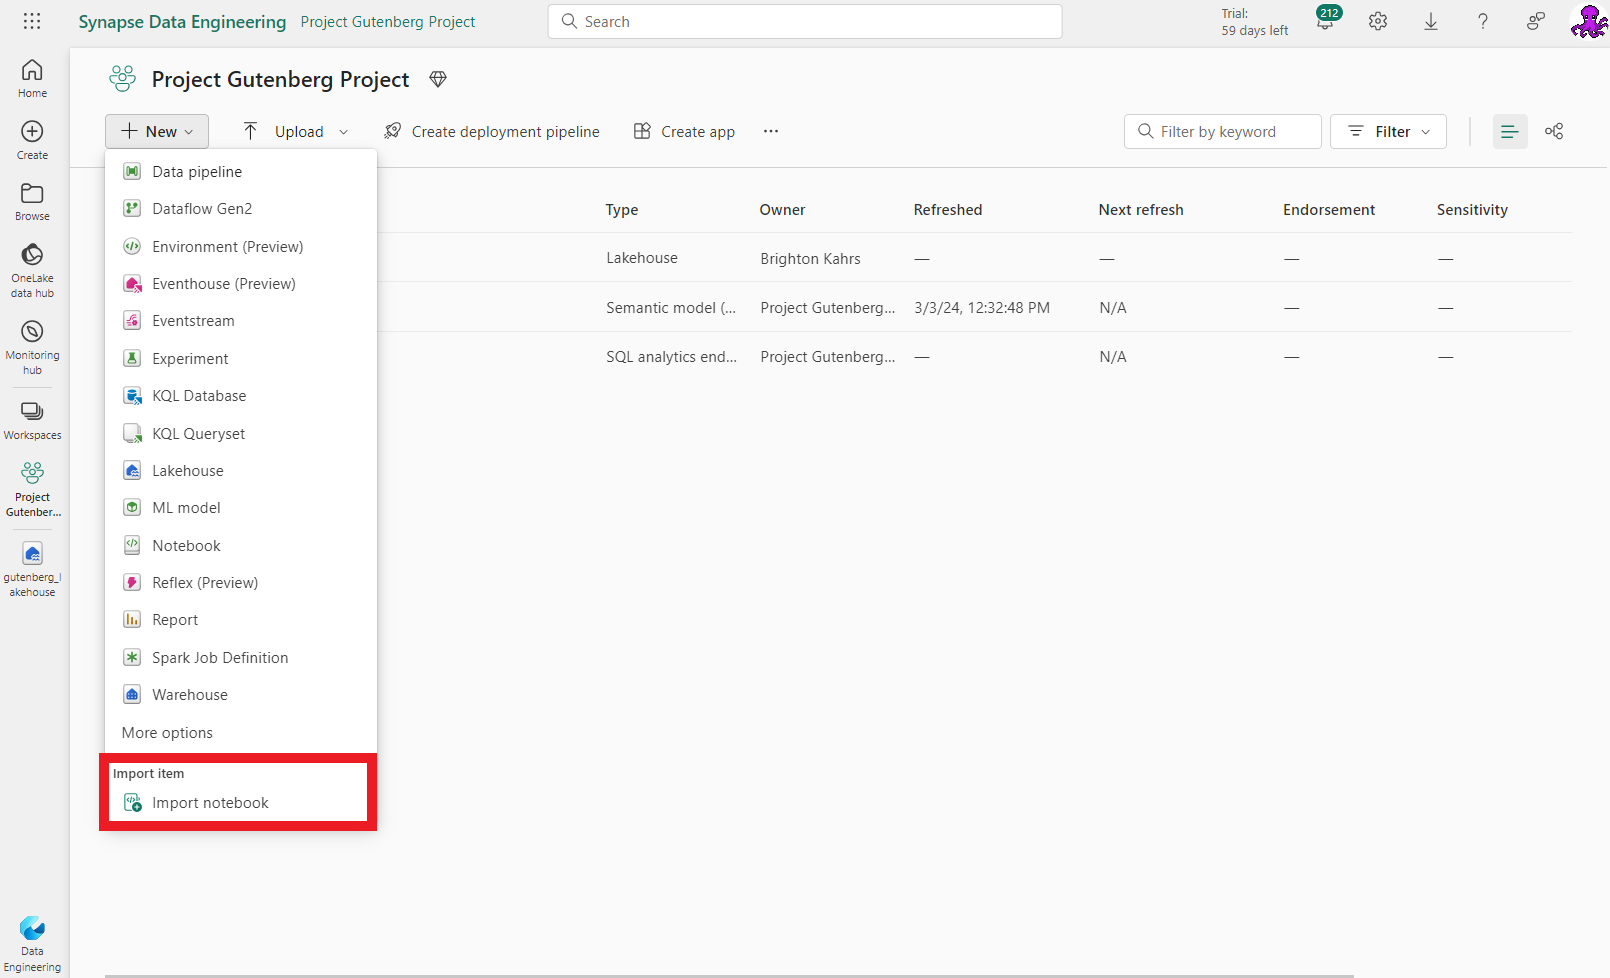 Synapse Data Engineering Project Gutenberg Project
Search
Trial:
59 days left
212
Home
Create
Browse
OneLake
data hub
Monitoring
hub
Workspaces
Project
Gutenber...
gutenberg_l
akehouse
Data
Engineering
Project Gutenberg Project
New
Upload
Create deployment pipeline
Create app
Filter by keyword
Filter
Data pipeline
Dataflow Gen2
Environment (Preview)
Eventhouse (Preview)
Eventstream
Experiment
KQL Database
KQL Queryset
Lakehouse
ML model
Notebook
Reflex (Preview)
Report
Spark Job Definition
Warehouse
More options
Import item
Import notebook
Type Owner Refreshed Next refresh Endorsement Sensitivity
Lakehouse Brighton Kahrs — — — —
Semantic model (... Project Gutenberg... 3/3/24, 12:32:48 PM N/A — —
SQL analytics end... Project Gutenberg... — N/A — —